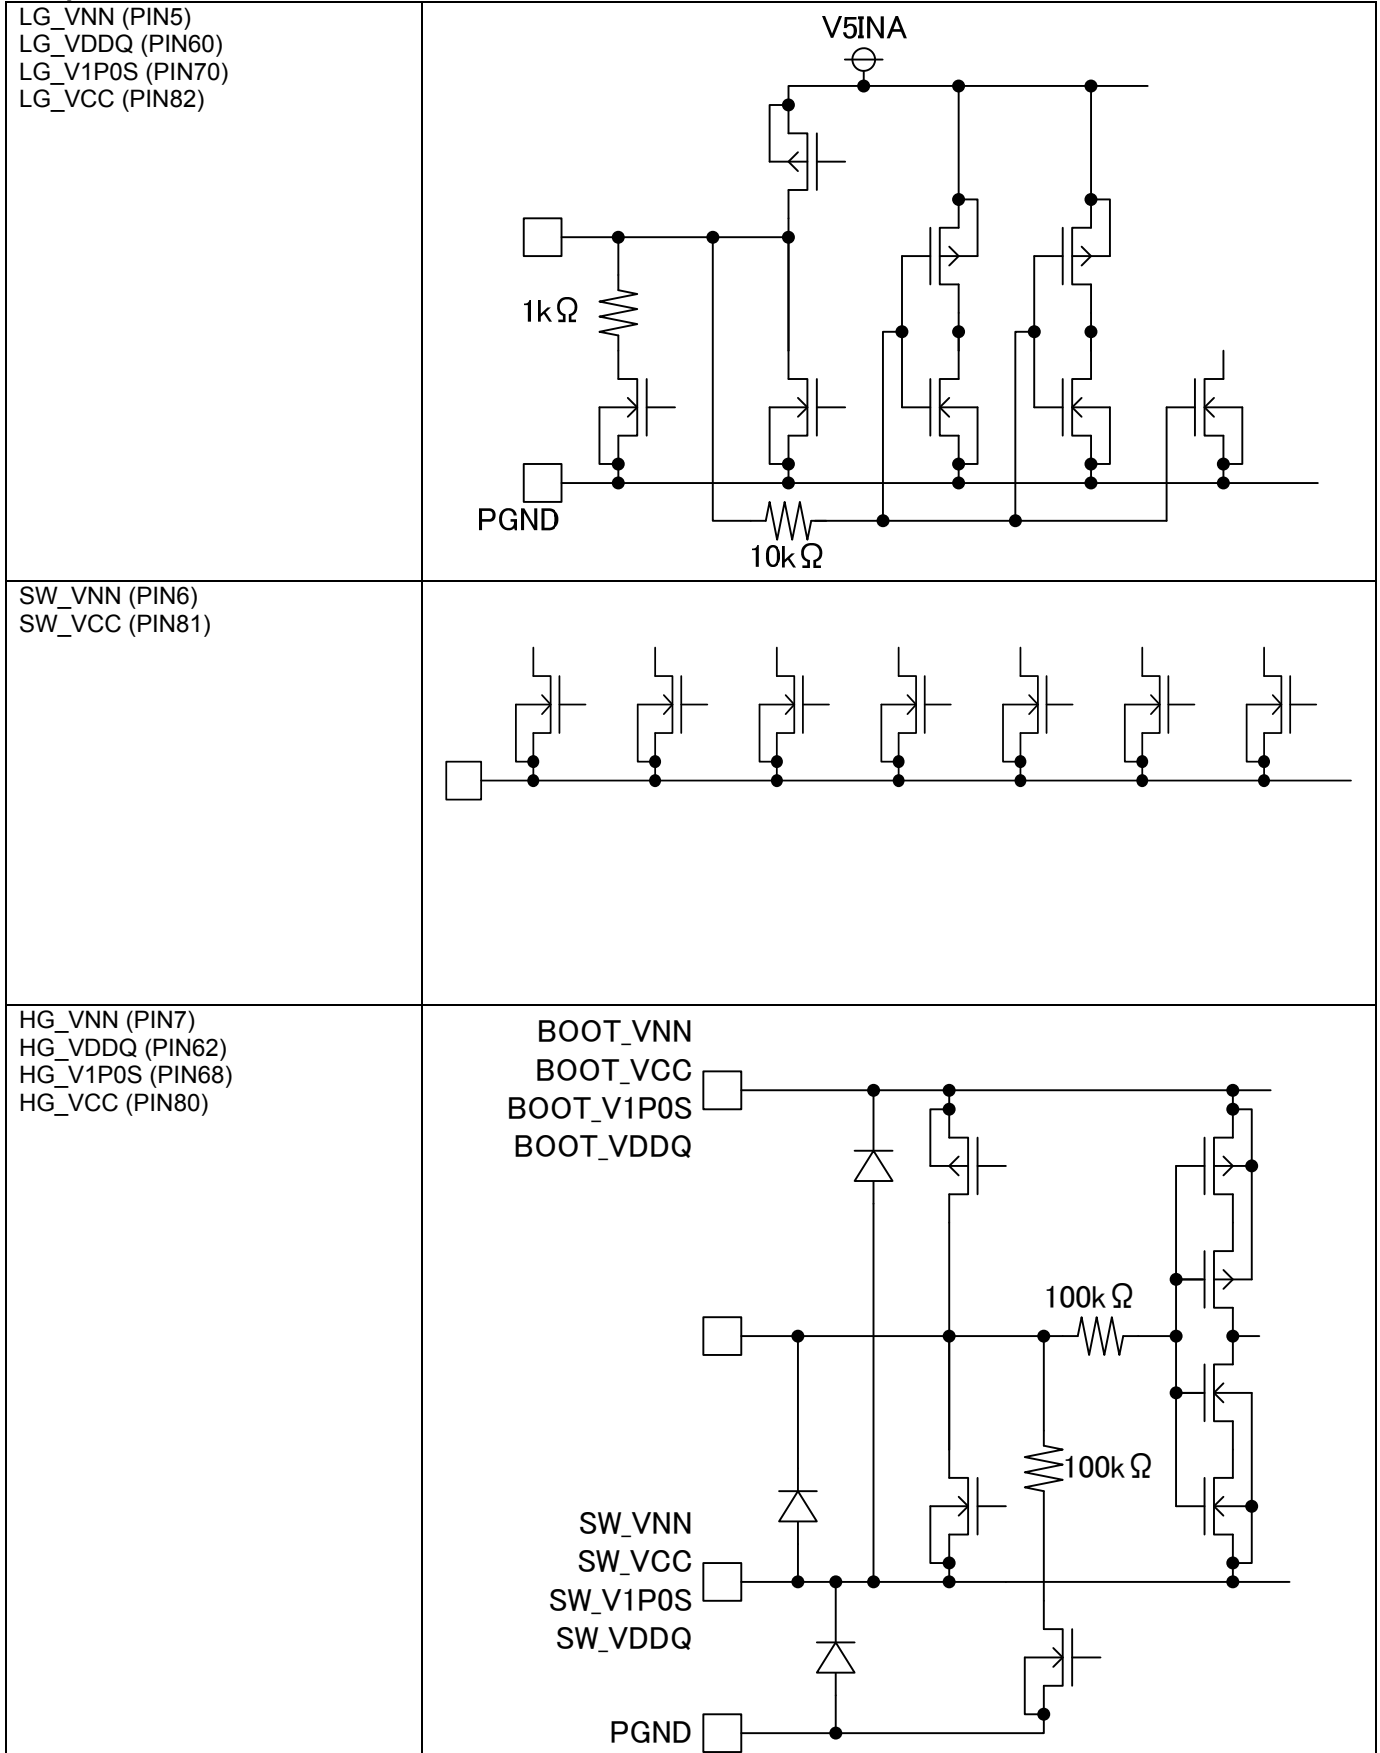 LG_VNN (PIN5)
LG_VDDQ (PIN60)
LG_V1P0S (PIN70)
LG_VCC (PIN82)
V5INA
1kΩ
PGND
10kΩ
SW_VNN (PIN6)
SW_VCC (PIN81)
HG_VNN (PIN7)
HG_VDDQ (PIN62)
HG_V1P0S (PIN68)
HG_VCC (PIN80)
BOOT_VNN
BOOT_VCC
BOOT_V1P0S
BOOT_VDDQ
100kΩ
100kΩ
SW_VNN
SW_VCC
SW_V1P0S
SW_VDDQ
PGND